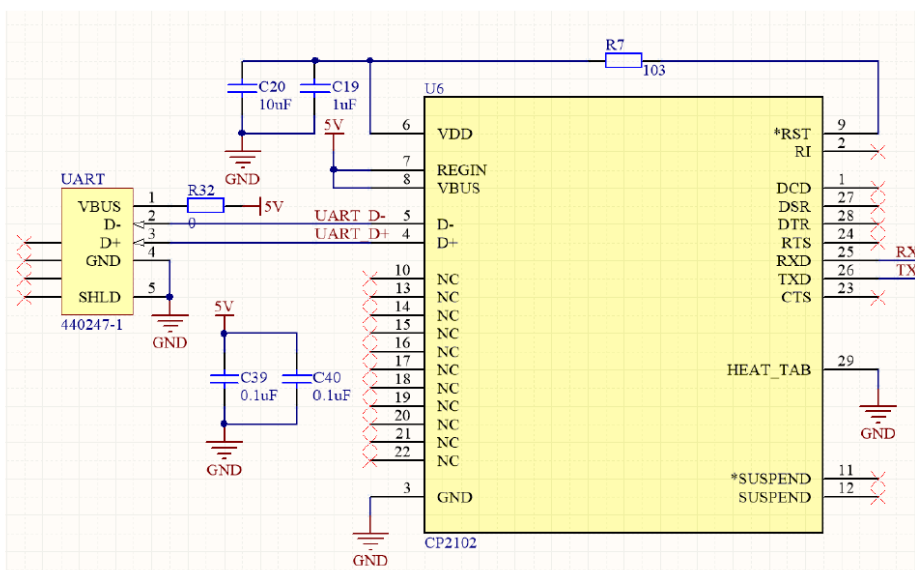 R7
103
C20
10uF
C19
1uF
GND
U6
5V
6 VDD
7 REGIN
8 VBUS
5 D-
4 D+
10 NC
13 NC
14 NC
15 NC
16 NC
17 NC
18 NC
19 NC
20 NC
21 NC
22 NC
3 GND
GND
CP2102
*RST 9
RI 2
DCD 1
DSR 27
DTR 28
RTS 24
RXD 25 RX
TXD 26 TX
CTS 23
HEAT_TAB 29
GND
*SUSPEND 11
SUSPEND 12
UART
VBUS 1
D- 2
D+ 3
GND 4
SHLD 5
440247-1
GND
R32
0
5V
UART_D-
UART_D+
5V
C39
0.1uF
C40
0.1uF
GND